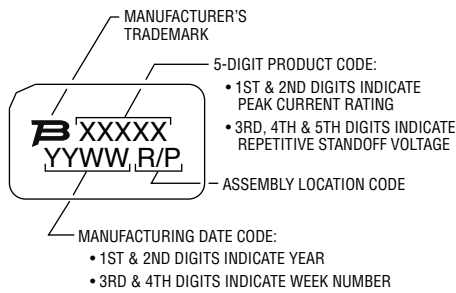 MANUFACTURER'S
TRADEMARK
5-DIGIT PRODUCT CODE:
• 1ST & 2ND DIGITS INDICATE
PEAK CURRENT RATING
• 3RD, 4TH & 5TH DIGITS INDICATE
REPETITIVE STANDOFF VOLTAGE
B XXXXX
YYWW R/P
ASSEMBLY LOCATION CODE
MANUFACTURING DATE CODE:
• 1ST & 2ND DIGITS INDICATE YEAR
• 3RD & 4TH DIGITS INDICATE WEEK NUMBER